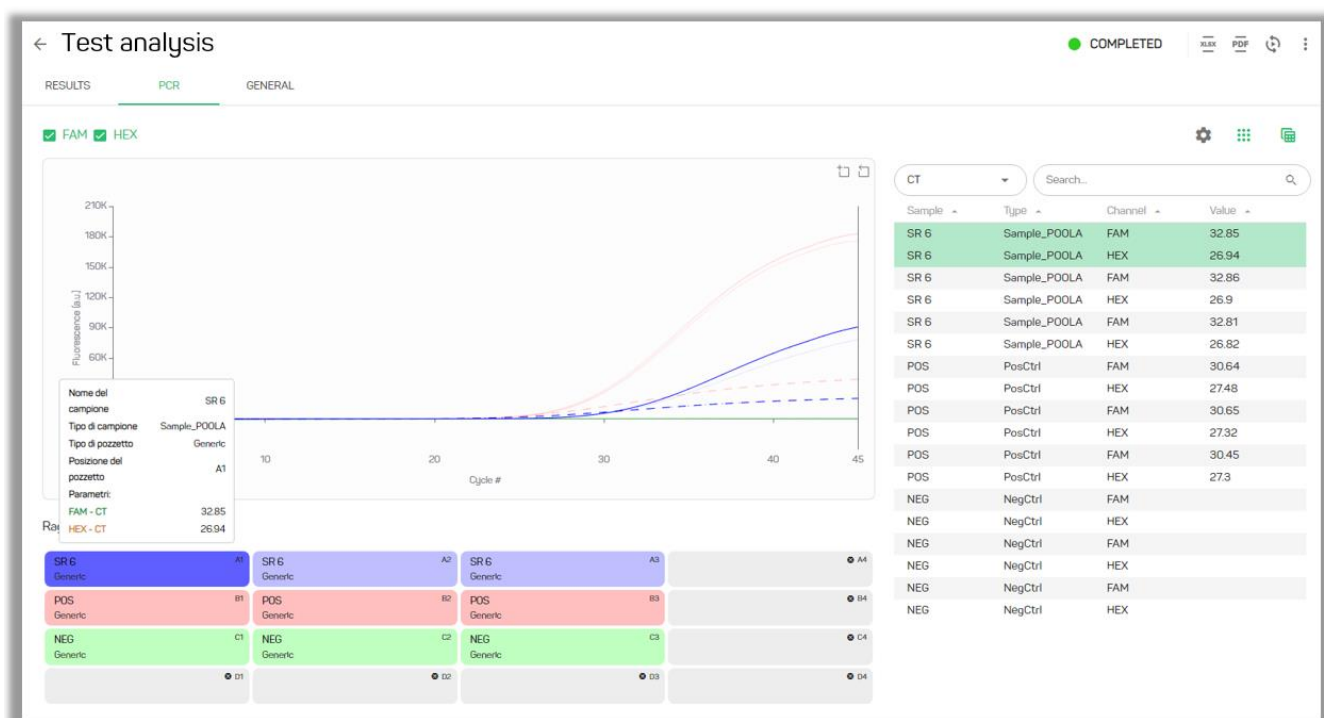 Test analysis
COMPLETED
XLSX
PDF
RESULTS PCR GENERAL
FAM HEX
210K
180K
150K
120K
90K
60K
Fluorescence [a.u.]
10 20 30 40 45
Cycle #
Nome del campione SR 6
Tipo di campione Sample_POOLA
Tipo di pozzetto Generic
Posizione del pozzetto A1
Parametri:
FAM - CT 32.85
HEX - CT 26.94
SR 6 A1 SR 6 A2 SR 6 A3 A4
Generic Generic Generic
POS B1 POS B2 POS B3 B4
Generic Generic Generic
NEG C1 NEG C2 NEG C3 C4
Generic Generic Generic
D1 D2 D3 D4
CT Search...
Sample Type Channel Value
SR 6 Sample_POOLA FAM 32.85
SR 6 Sample_POOLA HEX 26.94
SR 6 Sample_POOLA FAM 32.86
SR 6 Sample_POOLA HEX 26.9
SR 6 Sample_POOLA FAM 32.81
SR 6 Sample_POOLA HEX 26.82
POS PosCtrl FAM 30.64
POS PosCtrl HEX 27.48
POS PosCtrl FAM 30.65
POS PosCtrl HEX 27.32
POS PosCtrl FAM 30.45
POS PosCtrl HEX 27.3
NEG NegCtrl FAM
NEG NegCtrl HEX
NEG NegCtrl FAM
NEG NegCtrl HEX
NEG NegCtrl FAM
NEG NegCtrl HEX